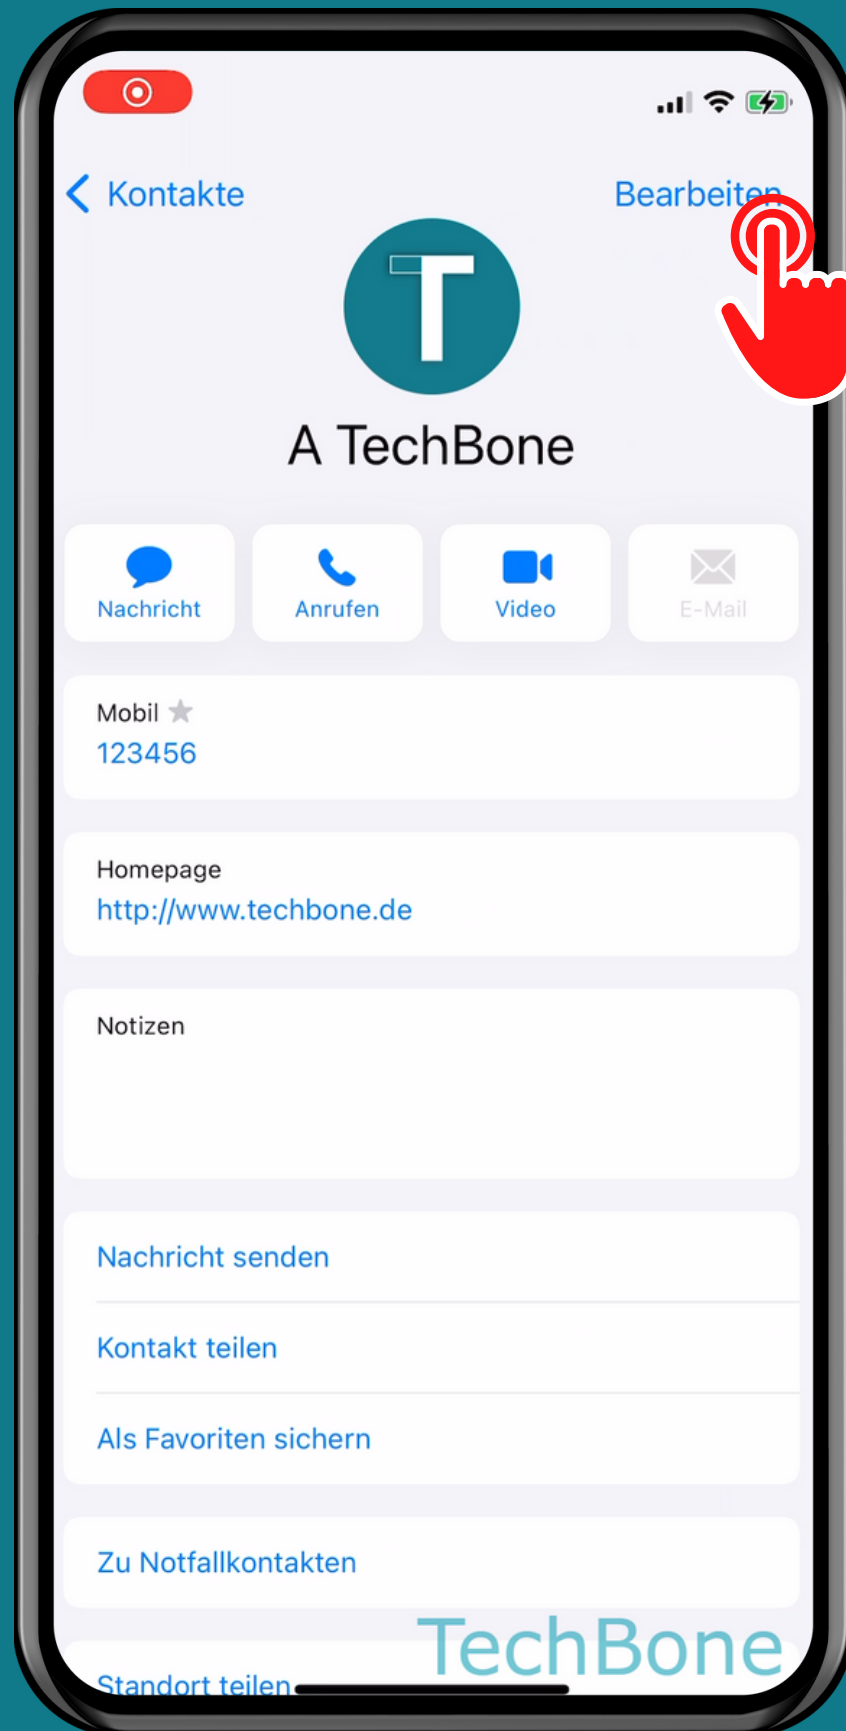 Kontakte
Bearbeiten
T
A TechBone
Nachricht
Anrufen
Video
E-Mail
Mobil
123456
Homepage
http://www.techbone.de
Notizen
Nachricht senden
Kontakt teilen
Als Favoriten sichern
Zu Notfallkontakten
TechBone
Standort teilen